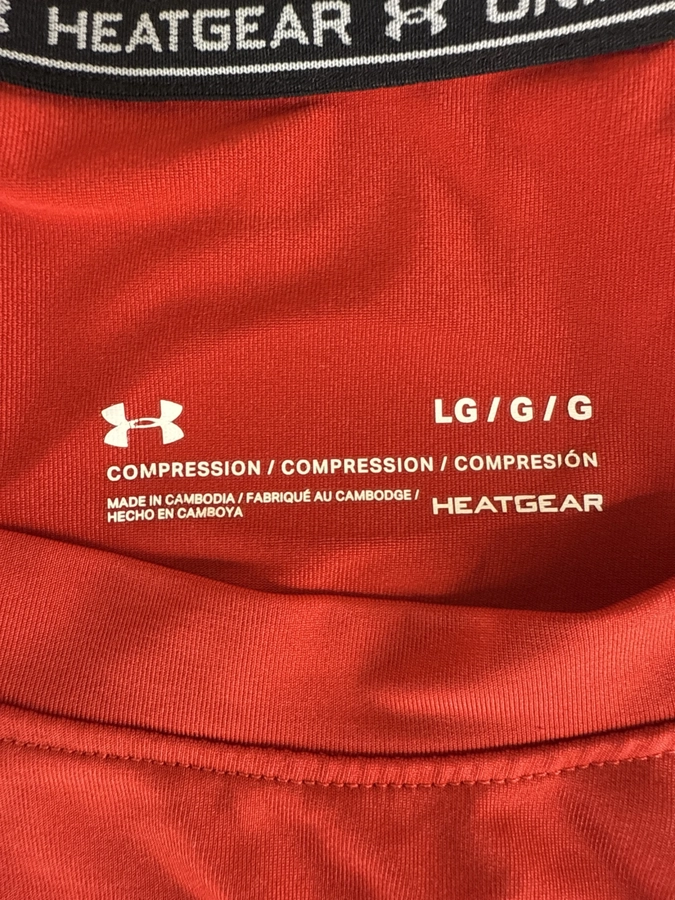 HEATGEAR
LG / G / G
COMPRESSION / COMPRESSION / COMPRESIÓN
MADE IN CAMBODIA / FABRIQUÉ AU CAMBODGE /
HECHO EN CAMBOYA
HEATGEAR